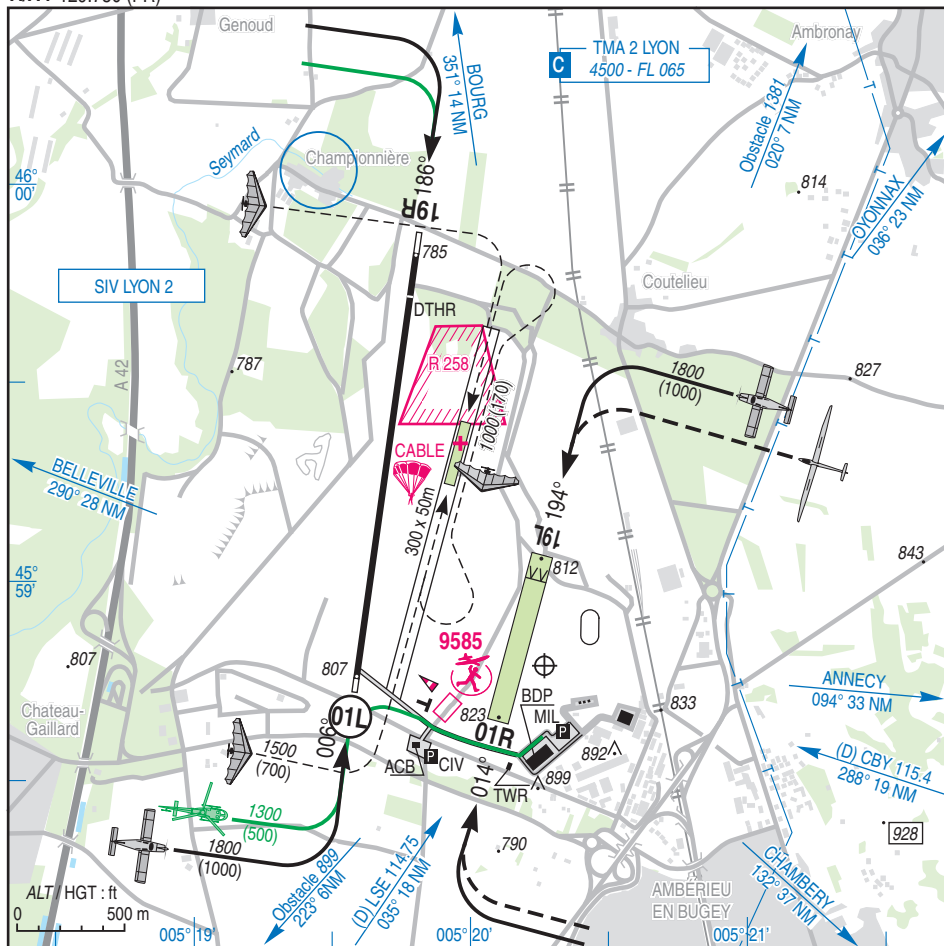 Genoud
BOURG
351° 14 NM
C
TMA 2 LYON
4500 - FL 065
Ambronay
Obstacle 1381
020° 7 NM
Seymard
Championnière
186°
19R
46°
00'
814
OYONNAX
036° 23 NM
785
Coutelieu
SIV LYON 2
DTHR
R 258
787
A 42
1800
(1000)
827
1000 (170)
CABLE
BELLEVILLE
290° 28 NM
300 x 50m
194°
19L
812
843
45°
59'
9585
807
807
BDP
MIL
P
823
833
ANNECY
094° 33 NM
Chateau-
Gaillard
01L
006°
01R
014°
892
1500
(700)
ACB
P
CIV
TWR
899
(D) CBY 115.4
288° 19 NM
1300
(500)
1800
(1000)
790
928
Obstacle 899
223° 6NM
(D) LSE 114.75
035° 18 NM
CHAMBERY
132° 37 NM
AMBÉRIEU
EN BUGEY
ALT / HGT : ft
0 500 m
005° 19'
005° 20'
005° 21'
T
T
T
T
T
T
T
T
T
T